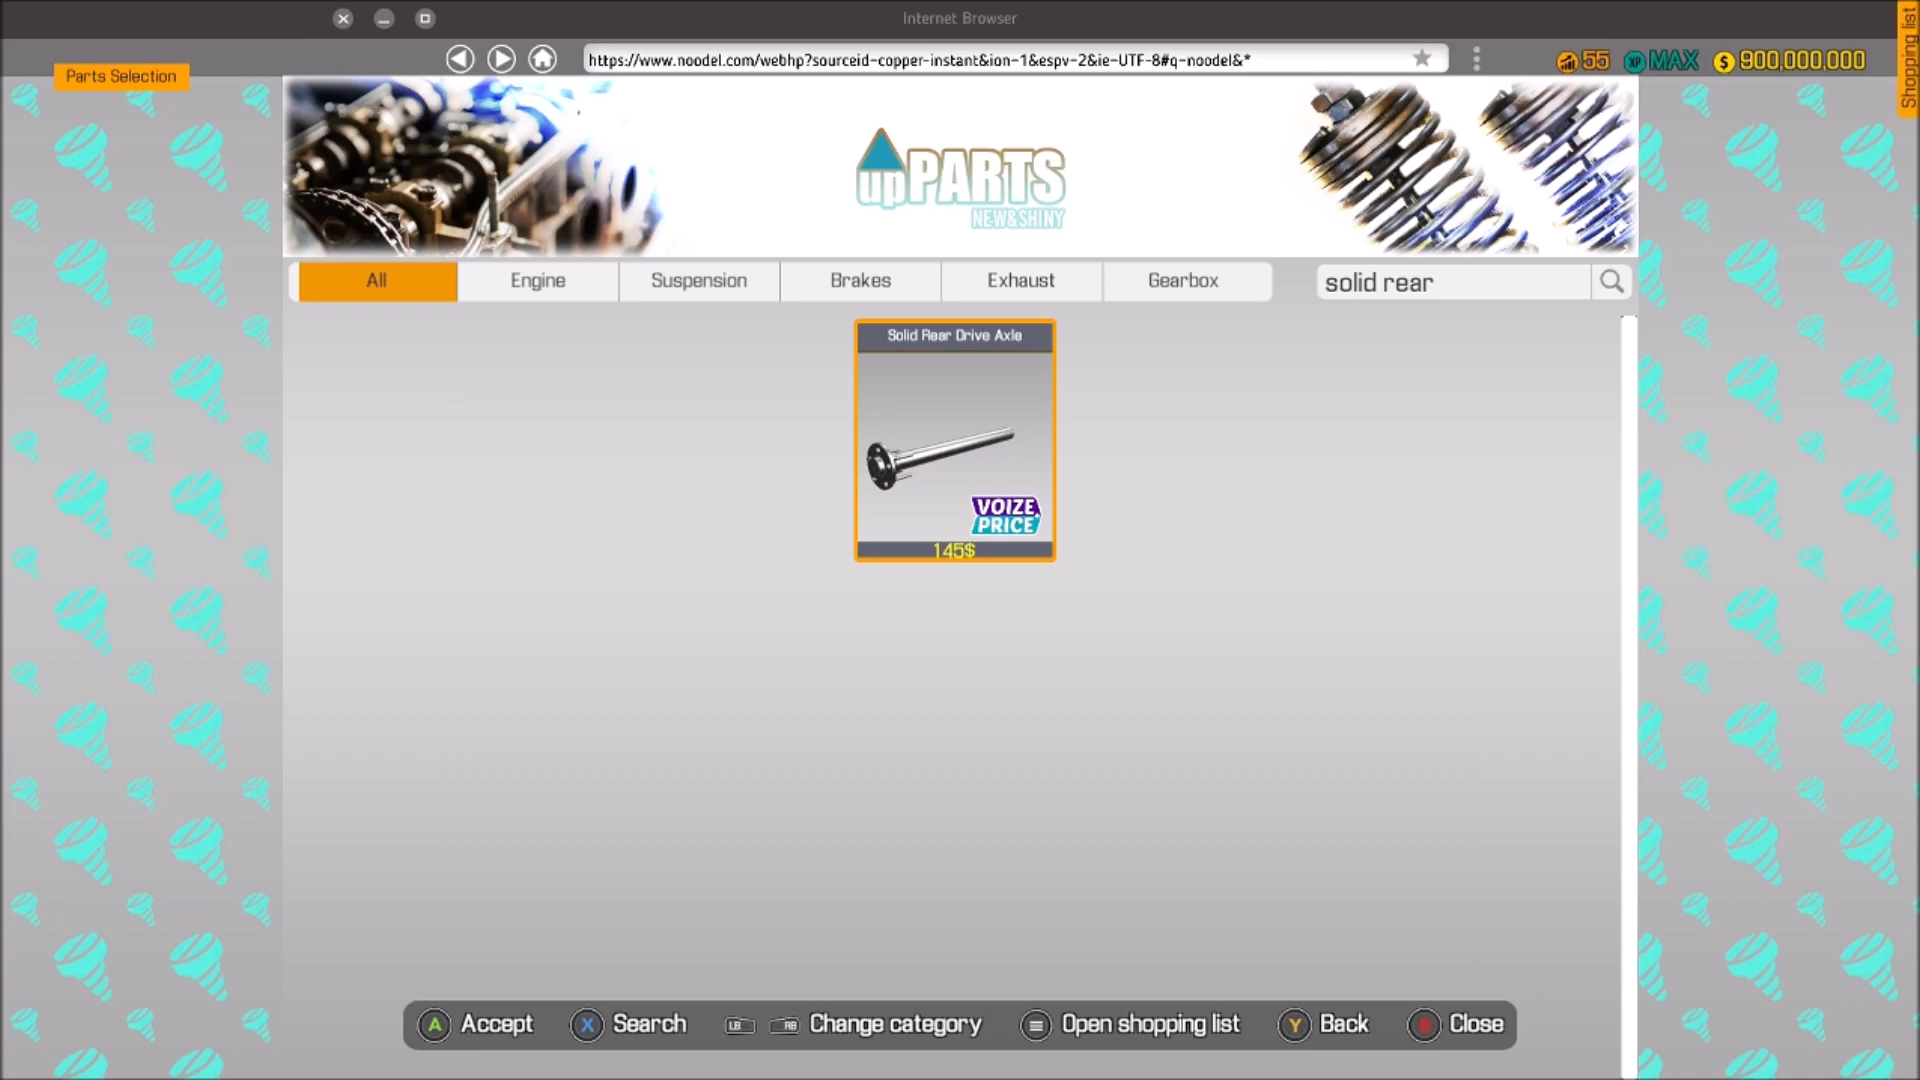 Internet Browser
Shopping list
https://www.noodel.com/webhp?sourceid-copper-instant&ion-1&espv-2&ie-UTF-8#q-noodel&*
55
XP MAX
$ 900,000,000
Parts Selection
upPARTS
NEW&SHINY
All
Engine
Suspension
Brakes
Exhaust
Gearbox
solid rear
Solid Rear Drive Axle
VOIZE
PRICE
145$
A Accept
X Search
LB RB Change category
Open shopping list
Y Back
B Close